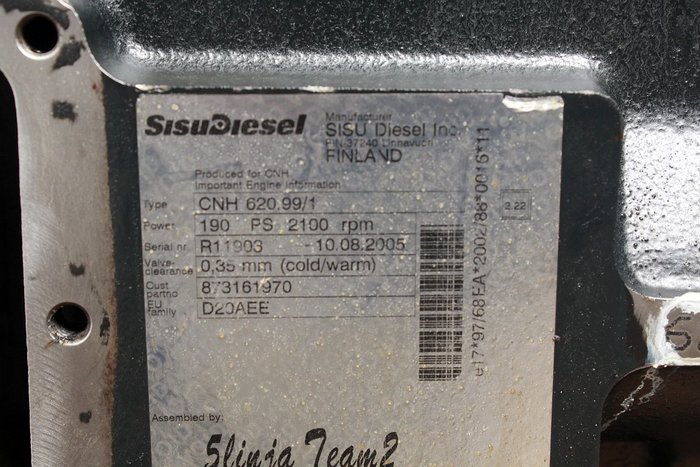 SisuDiesel
Manufacturer
SISU Diesel Inc.
FIN-37240 Linnavuori
FINLAND
Produced for CNH
Important Engine Information
Type CNH 620.99/1
2.22
Power 190 PS 2100 rpm
Serial nr R11903 -10.08.2005
Valve-clearance 0,35 mm (cold/warm)
Cust partno 873161970
EU family D20AEE
e17*97/68FA*2002/88*0016*11
Assembled by:
5linja Team2